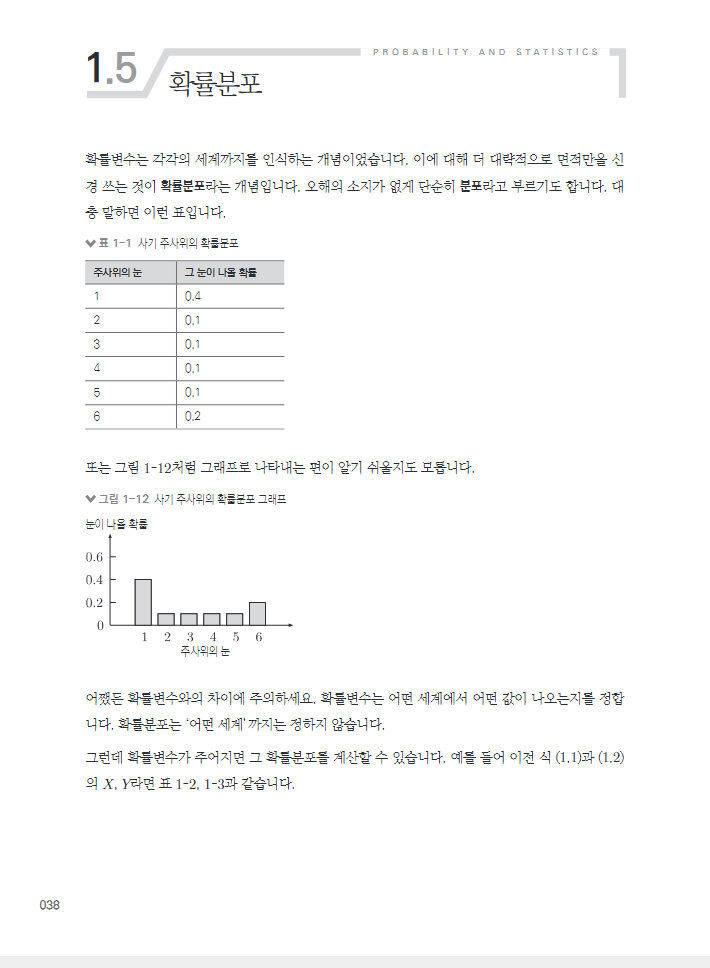 1.5
PROBABILITY AND STATISTICS
확률분포
확률변수는 각각의 세계까지를 인식하는 개념이었습니다. 이에 대해 더 대략적으로 면적만을 신
경 쓰는 것이 확률분포라는 개념입니다. 오해의 소지가 없게 단순히 분포라고 부르기도 합니다. 대
충 말하면 이런 표입니다.
표 1-1 사기 주사위의 확률분포
주사위의 눈 그 눈이 나올 확률
1 0.4
2 0.1
3 0.1
4 0.1
5 0.1
6 0.2
또는 그림 1-12처럼 그래프로 나타내는 편이 알기 쉬울지도 모릅니다.
그림 1-12 사기 주사위의 확률분포 그래프
눈이 나올 확률
0.6
0.4
0.2
0
1 2 3 4 5 6
주사위의 눈
어쨌든 확률변수와의 차이에 주의하세요. 확률변수는 어떤 세계에서 어떤 값이 나오는지를 정합
니다. 확률분포는 ‘어떤 세계’까지는 정하지 않습니다.
그런데 확률변수가 주어지면 그 확률분포를 계산할 수 있습니다. 예를 들어 이전 식 (1.1)과 (1.2)
의 X, Y라면 표 1-2, 1-3과 같습니다.
038